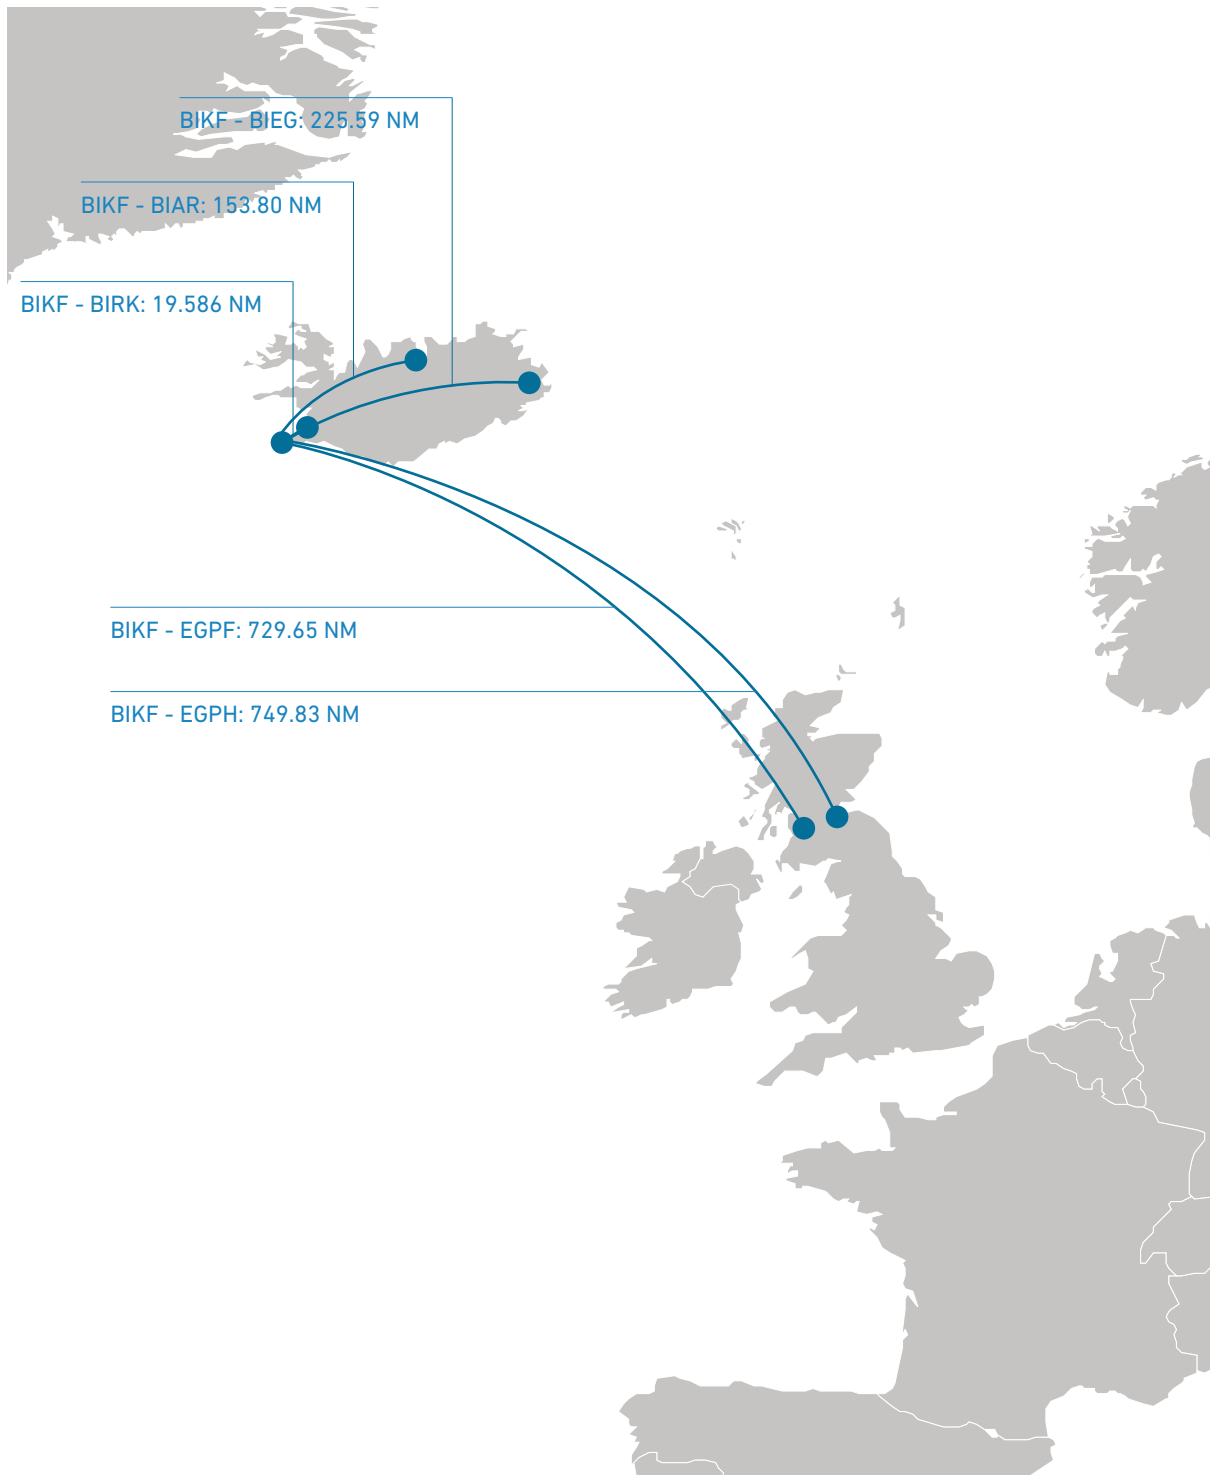 BIKF - BIEG: 225.59 NM
BIKF - BIAR: 153.80 NM
BIKF - BIRK: 19.586 NM
BIKF - EGPF: 729.65 NM
BIKF - EGPH: 749.83 NM